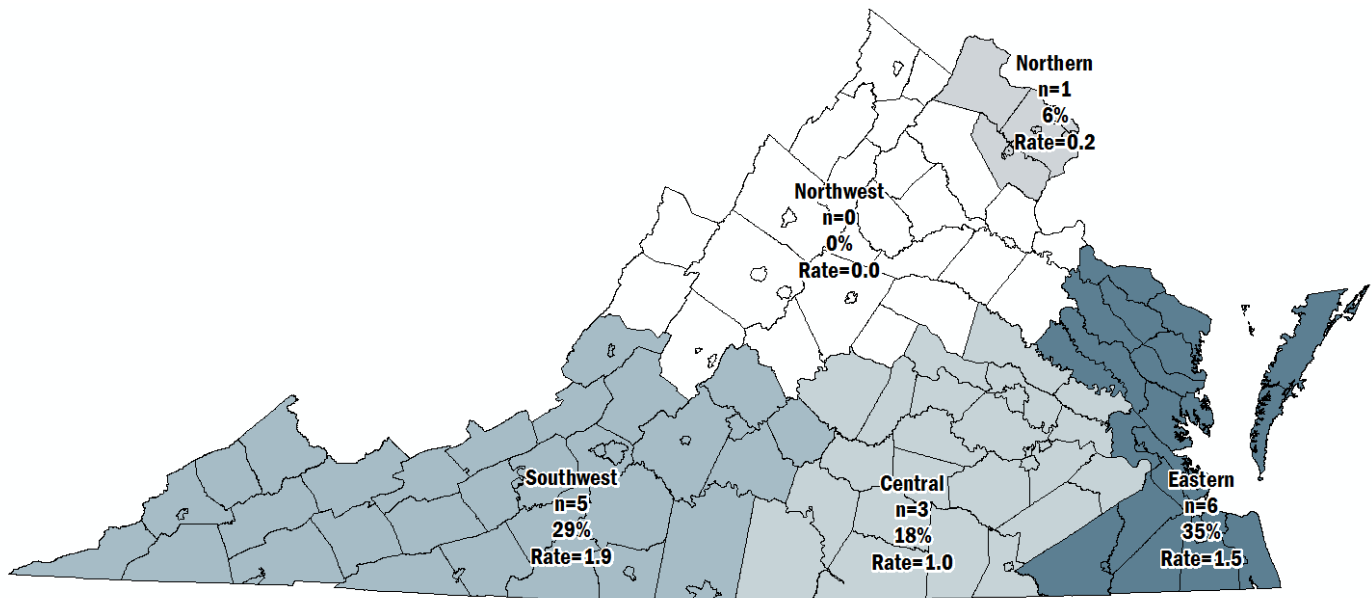 Northern
n=1
6%
Rate=0.2
Northwest
n=0
0%
Rate=0.0
Southwest
n=5
29%
Rate=1.9
Central
n=3
18%
Rate=1.0
Eastern
n=6
35%
Rate=1.5